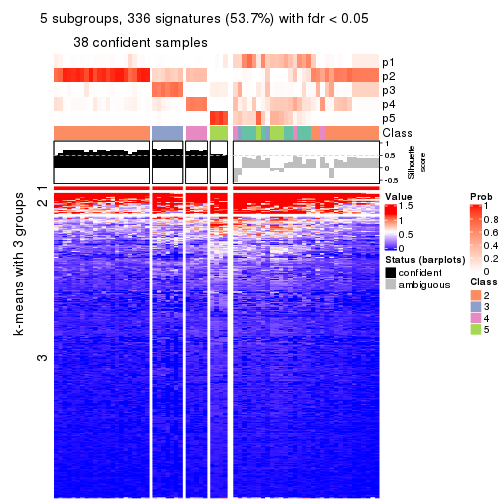 5 subgroups, 336 signatures (53.7%) with fdr < 0.05
38 confident samples
p1
p2
p3
p4
p5
Class
1
0.5
0
-0.5
Silhouette
score
k-means with 3 groups
1
2
3
Value
1.5
1
0.5
0
Status (barplots)
confident
ambiguous
Prob
1
0.8
0.6
0.4
0.2
0
Class
2
3
4
5